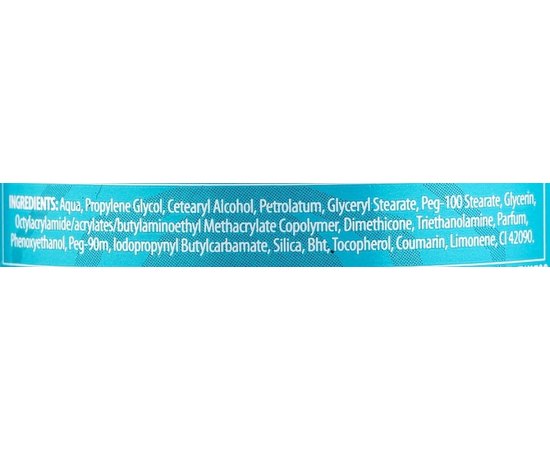 INGREDIENTS: Aqua, Propylene Glycol, Cetearyl Alcohol, Petrolatum, Glyceryl Stearate, Peg-100 Stearate, Glycerin,
Octylacrylamide/acrylates/butylaminoethyl Methacrylate Copolymer, Dimethicone, Triethanolamine, Parfum,
Phenoxyethanol, Peg-90m, Iodopropynyl Butylcarbamate, Silica, Bht, Tocopherol, Coumarin, Limonene, CI 42090.